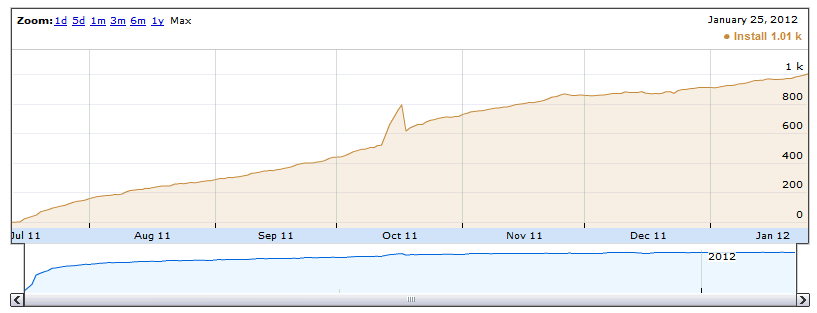 Zoom: 1d 5d 1m 3m 6m 1y Max
January 25, 2012
Install 1.01 k
1 k
800
600
400
200
0
Jul 11 Aug 11 Sep 11 Oct 11 Nov 11 Dec 11 Jan 12
2012